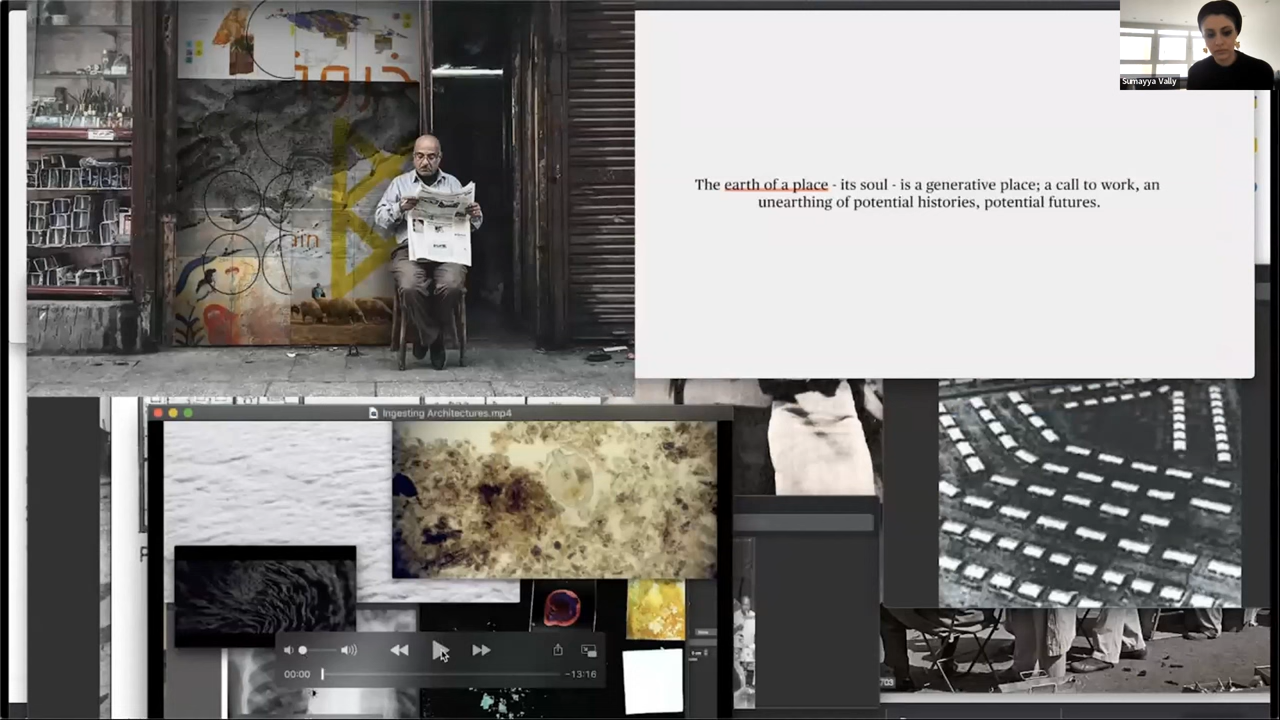 Sumayya Vally
The earth of a place - its soul - is a generative place; a call to work, an
unearthing of potential histories, potential futures.
Ingesting Architectures.mp4
00:00
-13:16
703